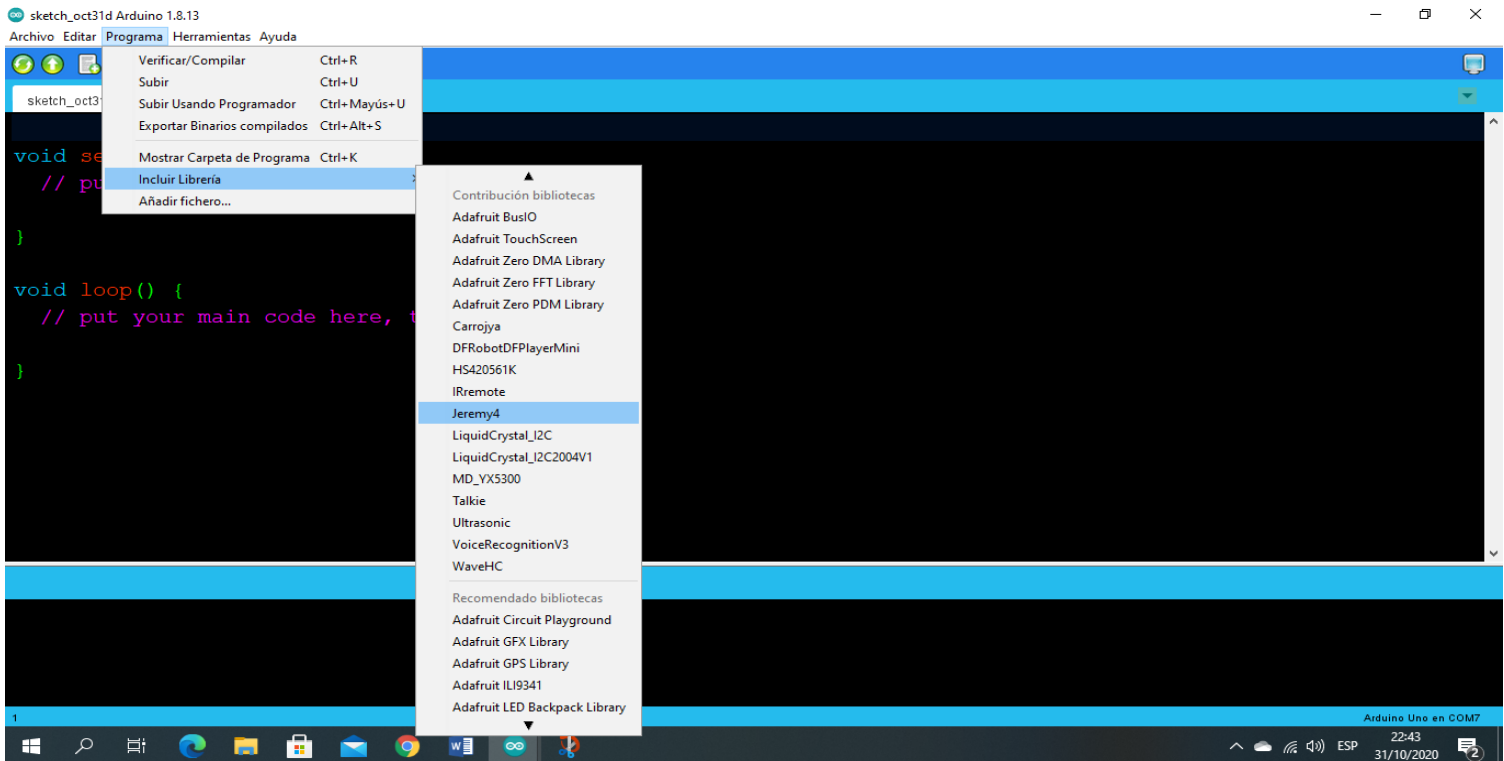 sketch_oct31d Arduino 1.8.13
Archivo Editar Programa Herramientas Ayuda
Verificar/Compilar Ctrl+R
Subir Ctrl+U
Subir Usando Programador Ctrl+Mayús+U
Exportar Binarios compilados Ctrl+Alt+S
Mostrar Carpeta de Programa Ctrl+K
Incluir Librería
Añadir fichero...
sketch_oct31
void se
// pu
}
void loop() {
// put your main code here, t
}
Contribución bibliotecas
Adafruit BusIO
Adafruit TouchScreen
Adafruit Zero DMA Library
Adafruit Zero FFT Library
Adafruit Zero PDM Library
Carrojya
DFRobotDFPlayerMini
HS420561K
IRremote
Jeremy4
LiquidCrystal_I2C
LiquidCrystal_I2C2004V1
MD_YX5300
Talkie
Ultrasonic
VoiceRecognitionV3
WaveHC
Recomendado bibliotecas
Adafruit Circuit Playground
Adafruit GFX Library
Adafruit GPS Library
Adafruit ILI9341
Adafruit LED Backpack Library
1 Arduino Uno en COM7
ESP
22:43
31/10/2020
2